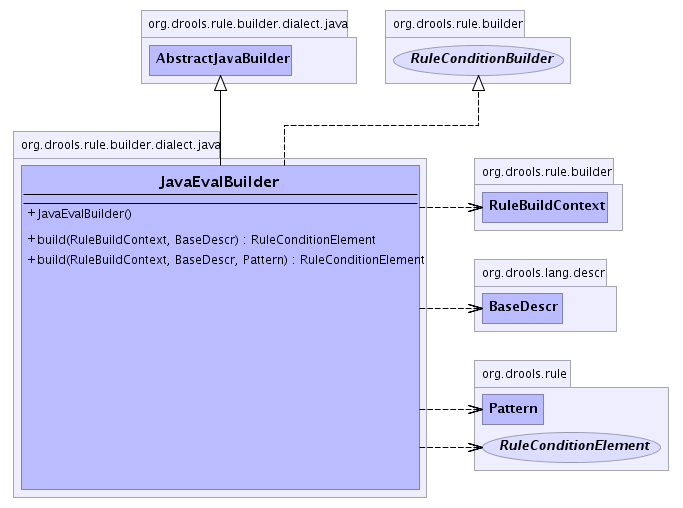 org.drools.rule.builder.dialect.java
AbstractJavaBuilder
org.drools.rule.builder
RuleConditionBuilder
org.drools.rule.builder.dialect.java
JavaEvalBuilder
+ JavaEvalBuilder()
+ build(RuleBuildContext, BaseDescr) : RuleConditionElement
+ build(RuleBuildContext, BaseDescr, Pattern) : RuleConditionElement
org.drools.rule.builder
RuleBuildContext
org.drools.lang.descr
BaseDescr
org.drools.rule
Pattern
RuleConditionElement